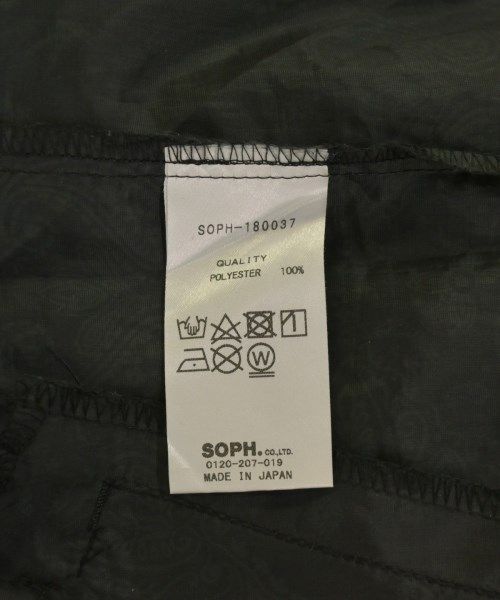 SOPH-180037
QUALITY
POLYESTER 100%
W
SOPH. CO.,LTD.
0120-207-019
MADE IN JAPAN